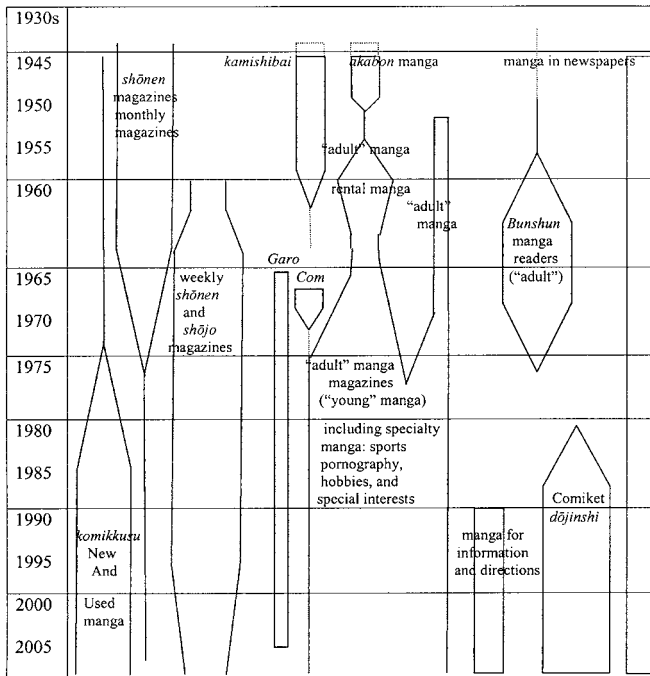 1930s
1945
1950
1955
1960
1965
1970
1975
1980
1985
1990
1995
2000
2005
shōnen
magazines
monthly
magazines
kamishibai
akabon manga
manga in newspapers
"adult" manga
rental manga
"adult"
manga
Bunshun
manga
readers
("adult")
weekly
shōnen
and
shōjo
magazines
Garo
Com
"adult" manga
magazines
("young" manga)
including specialty
manga: sports
pornography,
hobbies, and
special interests
komikkusu
New
And
Used
manga
manga for
information
and directions
Comiket
dōjinshi